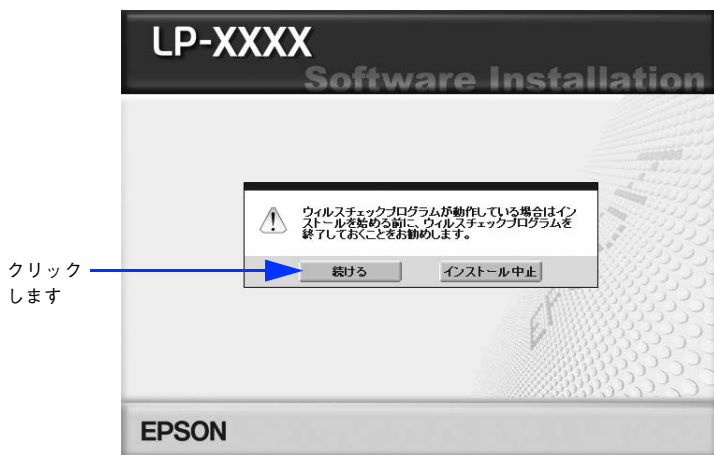 LP-XXXX
Software Installation
ウィルスチェックプログラムが動作している場合はイン
ストールを始める前に、ウィルスチェックプログラムを
終了しておくことをお勧めします。
クリック
します
続ける
インストール中止
EPSON